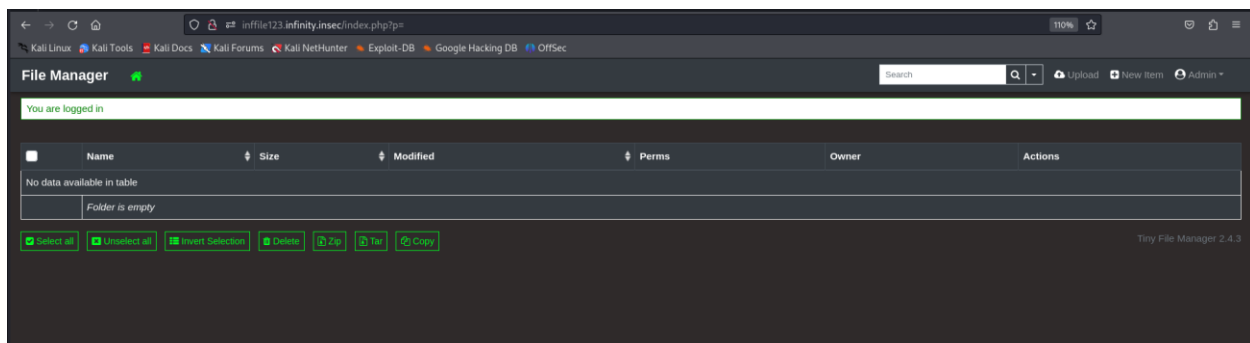 inffile123.infinity.insec/index.php?p=
110%
Kali Linux Kali Tools Kali Docs Kali Forums Kali NetHunter Exploit-DB Google Hacking DB OffSec
File Manager Search Upload New Item Admin
You are logged in
Name Size Modified Perms Owner Actions
No data available in table
Folder is empty
Select all Unselect all Invert Selection Delete Zip Tar Copy Tiny File Manager 2.4.3